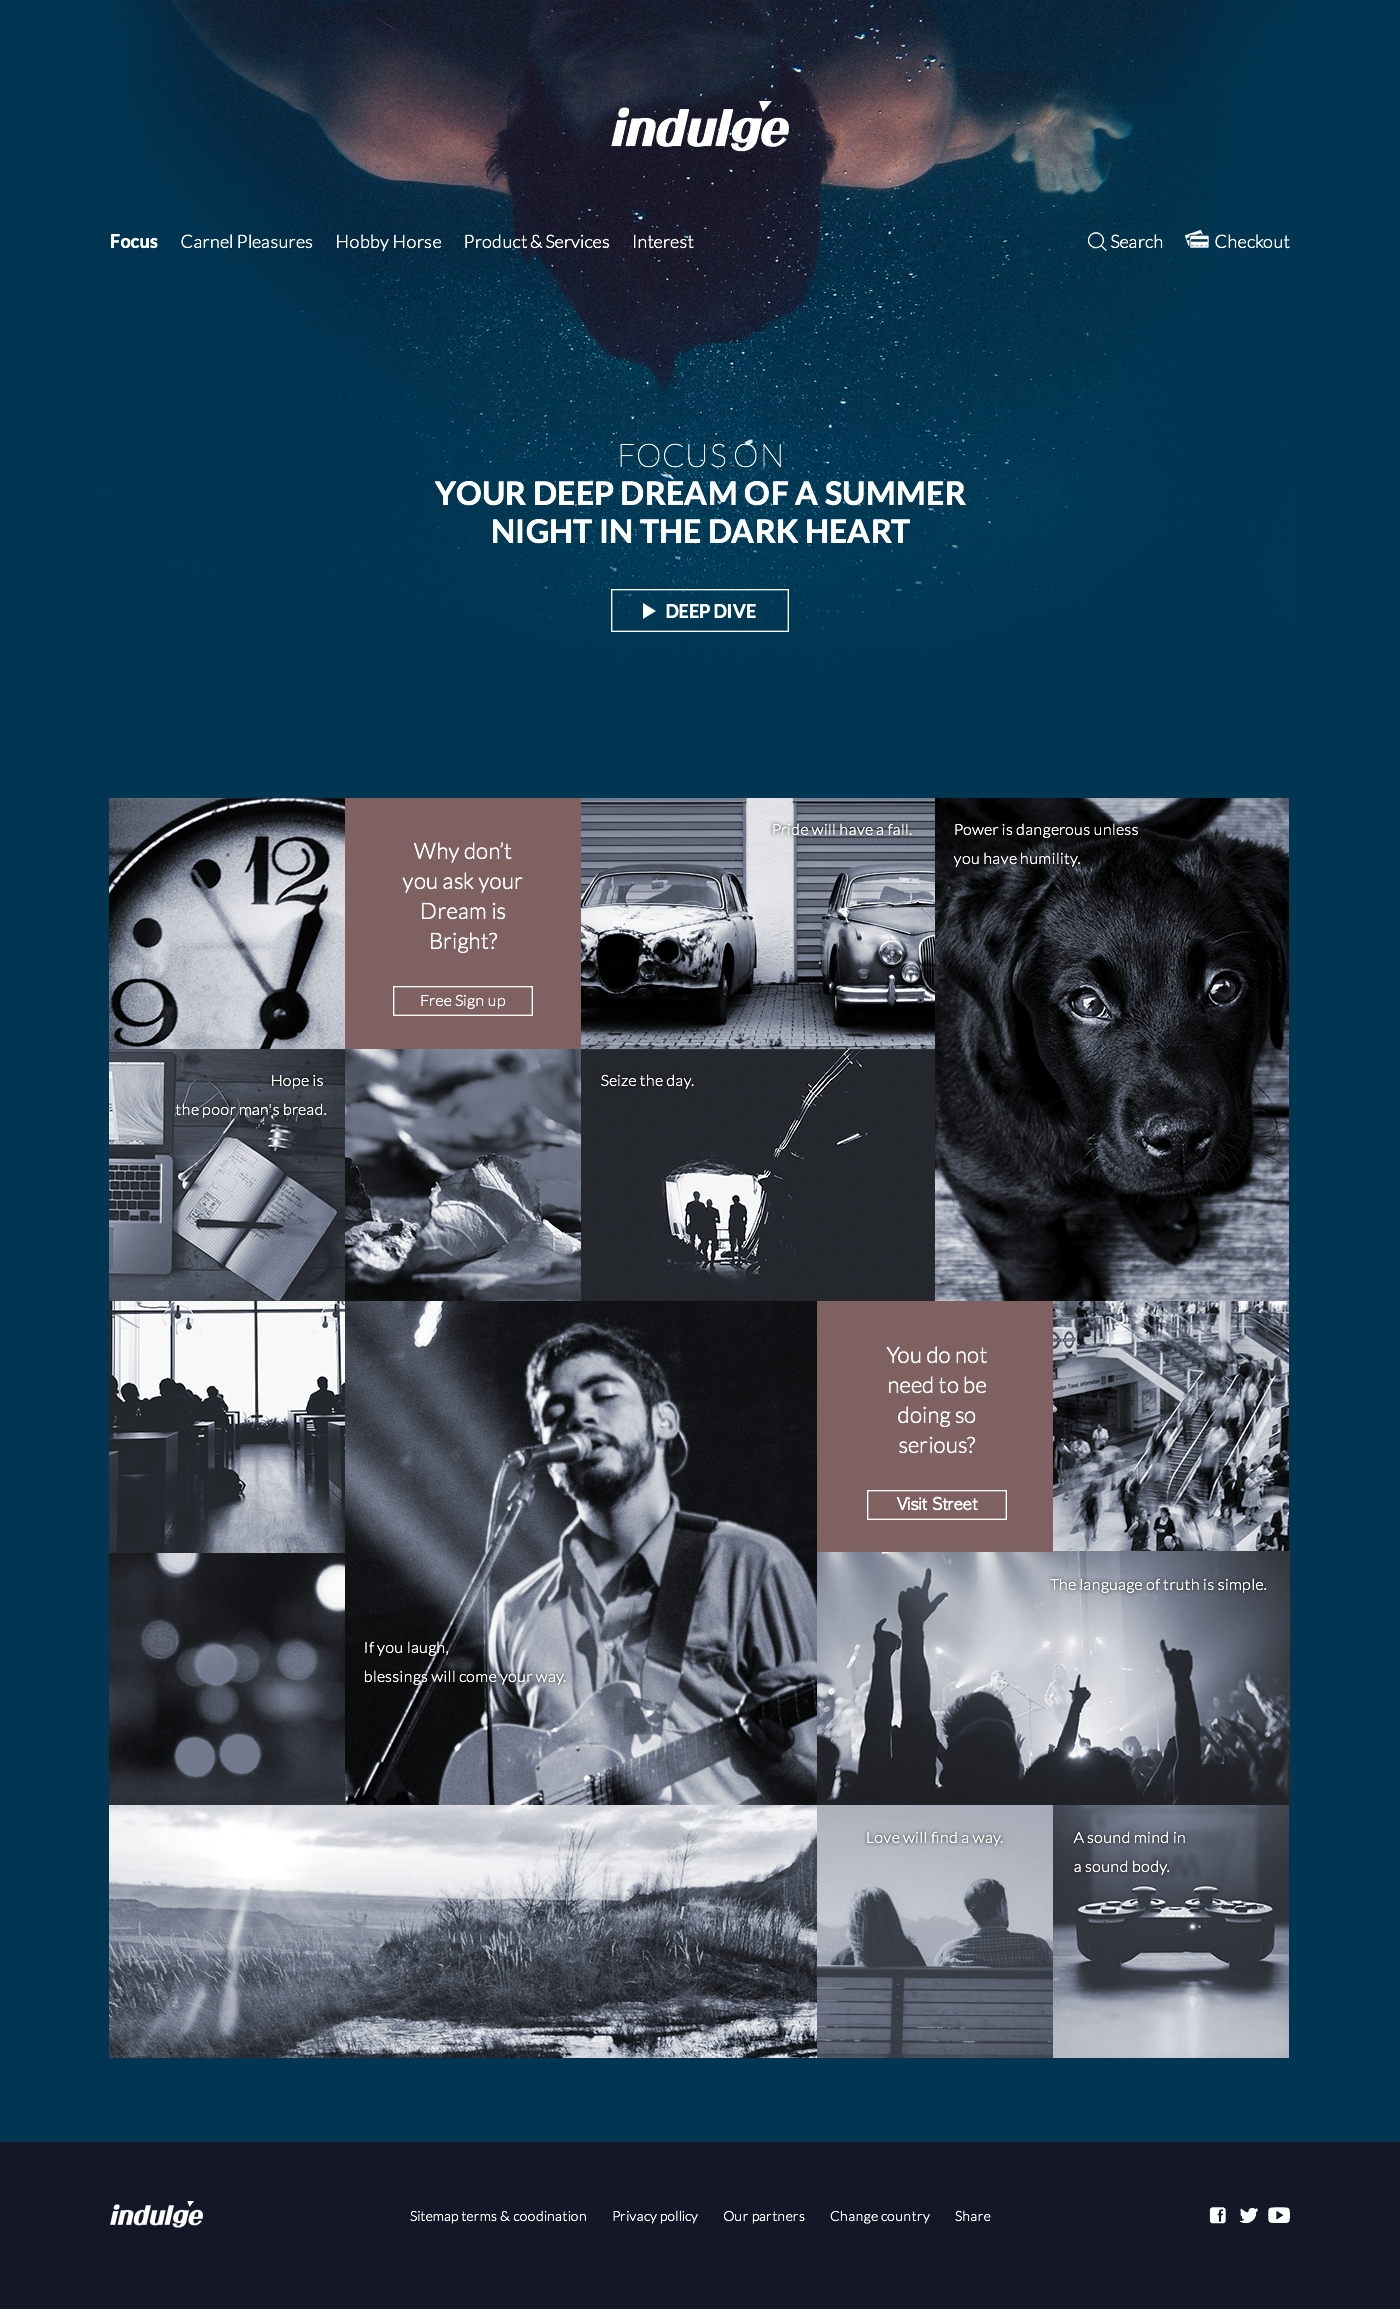 indulge
Focus
Carnel Pleasures
Hobby Horse
Product & Services
Interest
Search
Checkout
FOCUS ON
YOUR DEEP DREAM OF A SUMMER
NIGHT IN THE DARK HEART
DEEP DIVE
12
9
Why don't
you ask your
Dream is
Bright?
Free Sign up
Pride will have a fall.
Power is dangerous unless
you have humility.
Hope is
the poor man's bread.
Seize the day.
If you laugh,
blessings will come your way.
You do not
need to be
doing so
serious?
Visit Street
The language of truth is simple.
Love will find a way.
A sound mind in
a sound body.
indulge
Sitemap terms & coodination
Privacy pollicy
Our partners
Change country
Share